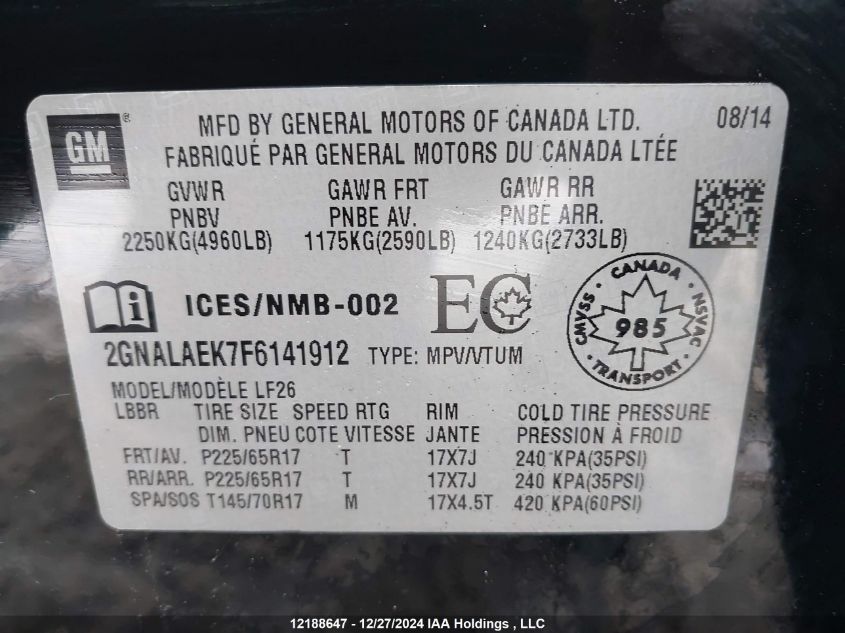 GM ®
MFD BY GENERAL MOTORS OF CANADA LTD. 08/14
FABRIQUÉ PAR GENERAL MOTORS DU CANADA LTÉE
GVWR GAWR FRT GAWR RR
PNBV PNBE AV. PNBE ARR.
2250KG(4960LB) 1175KG(2590LB) 1240KG(2733LB)
i ICES/NMB-002 EC
CMVSS CANADA NSVAC
985
TRANSPORT
2GNALAEK7F6141912 TYPE: MPV/VTUM
MODEL/MODÈLE LF26
LBBR TIRE SIZE SPEED RTG RIM COLD TIRE PRESSURE
DIM. PNEU COTE VITESSE JANTE PRESSION À FROID
FRT/AV. P225/65R17 T 17X7J 240 KPA(35PSI)
RR/ARR. P225/65R17 T 17X7J 240 KPA(35PSI)
SPA/SOS T145/70R17 M 17X4.5T 420 KPA(60PSI)
12188647 - 12/27/2024 IAA Holdings , LLC